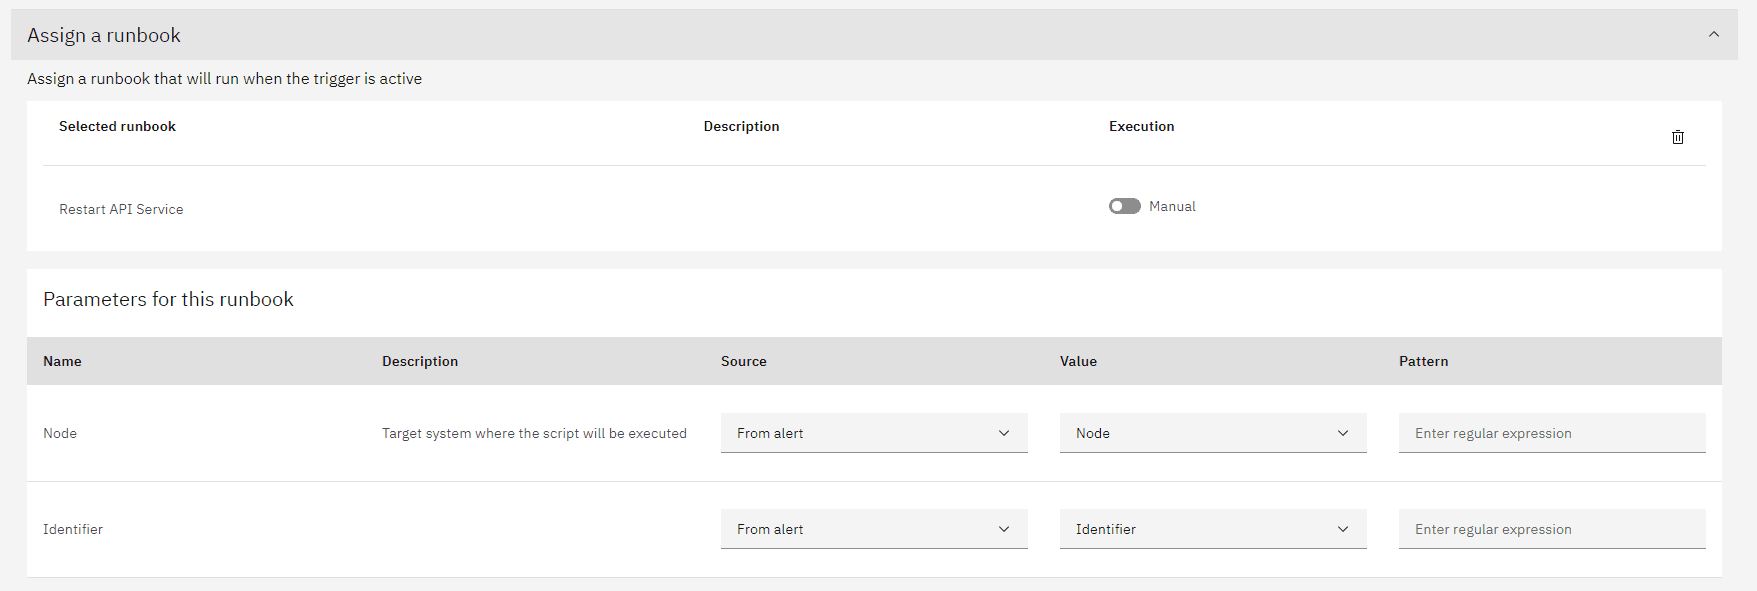 Assign a runbook
Assign a runbook that will run when the trigger is active
Selected runbook Description Execution
Restart API Service Manual
Parameters for this runbook
Name Description Source Value Pattern
Node Target system where the script will be executed From alert Node Enter regular expression
Identifier From alert Identifier Enter regular expression